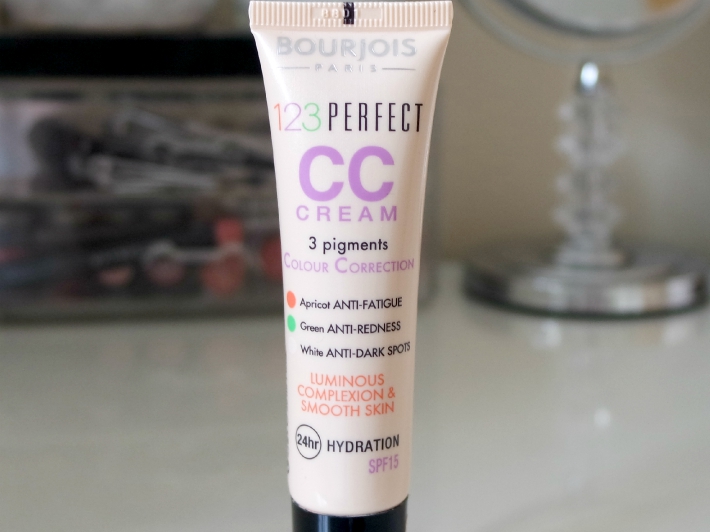 BOURJOIS
PARIS
123 PERFECT
CC
CREAM
3 pigments
COLOUR CORRECTION
Apricot ANTI-FATIGUE
Green ANTI-REDNESS
White ANTI-DARK SPOTS
LUMINOUS
COMPLEXION &
SMOOTH SKIN
24hr HYDRATION
SPF15